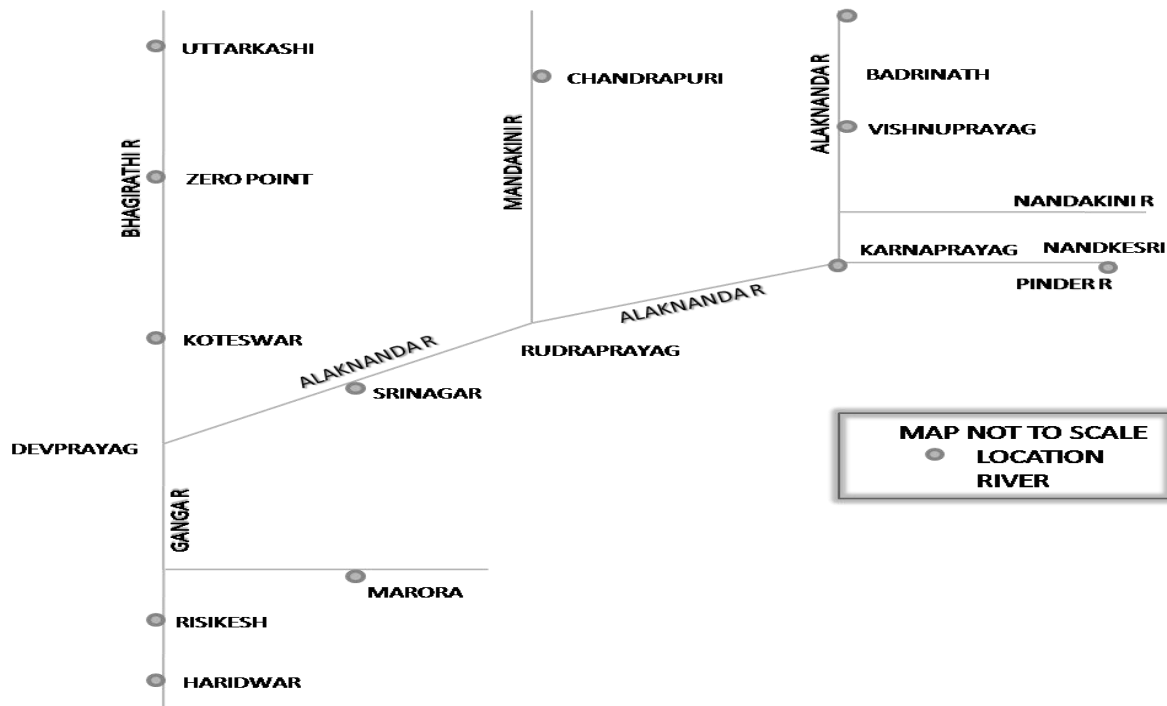 UTTARKASHI
CHANDRAPURI
BADRINATH
ALAKNANDA R
VISHNUPRAYAG
MANDAKINI R
BHAGIRATHI R
ZERO POINT
NANDAKINI R
KARNAPRAYAG
NANDKESRI
PINDER R
ALAKNANDA R
KOTESWAR
ALAKNANDA R
RUDRAPRAYAG
SRINAGAR
DEVPRAYAG
MAP NOT TO SCALE
LOCATION
RIVER
GANGA R
MARORA
RISIKESH
HARIDWAR